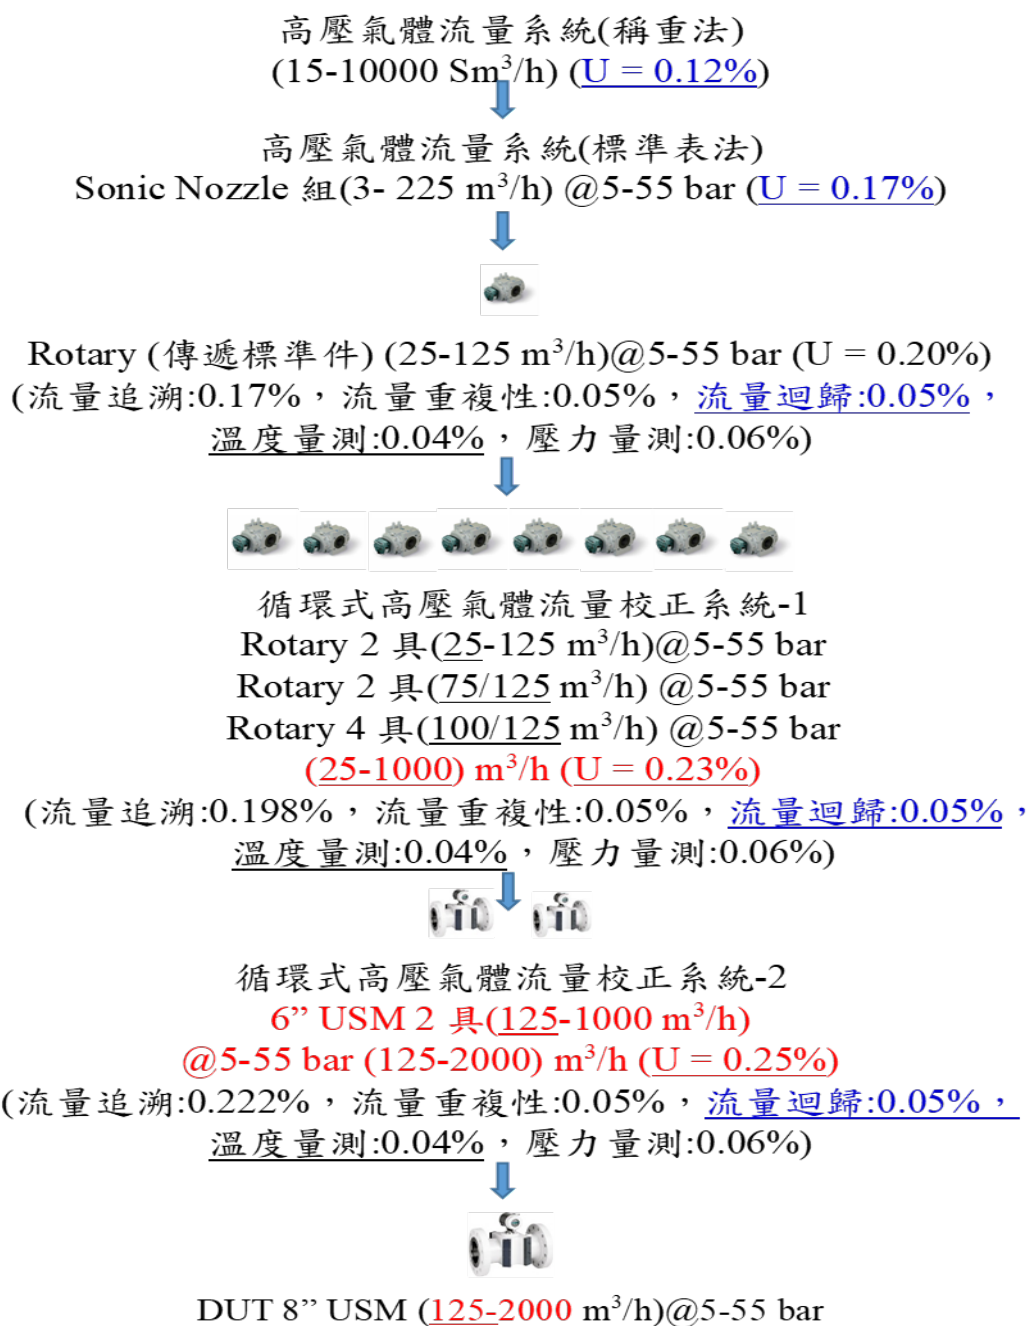 高壓氣體流量系統(稱重法)
(15-10000 Sm³/h) (U = 0.12%)
高壓氣體流量系統(標準表法)
Sonic Nozzle 組(3- 225 m³/h) @5-55 bar (U = 0.17%)
Rotary (傳遞標準件) (25-125 m³/h)@5-55 bar (U = 0.20%)
(流量追溯:0.17%，流量重複性:0.05%，流量迴歸:0.05%，
溫度量測:0.04%，壓力量測:0.06%)
循環式高壓氣體流量校正系統-1
Rotary 2 具(25-125 m³/h)@5-55 bar
Rotary 2 具(75/125 m³/h) @5-55 bar
Rotary 4 具(100/125 m³/h) @5-55 bar
(25-1000) m³/h (U = 0.23%)
(流量追溯:0.198%，流量重複性:0.05%，流量迴歸:0.05%，
溫度量測:0.04%，壓力量測:0.06%)
循環式高壓氣體流量校正系統-2
6” USM 2 具(125-1000 m³/h)
@5-55 bar (125-2000) m³/h (U = 0.25%)
(流量追溯:0.222%，流量重複性:0.05%，流量迴歸:0.05%，
溫度量測:0.04%，壓力量測:0.06%)
DUT 8” USM (125-2000 m³/h)@5-55 bar